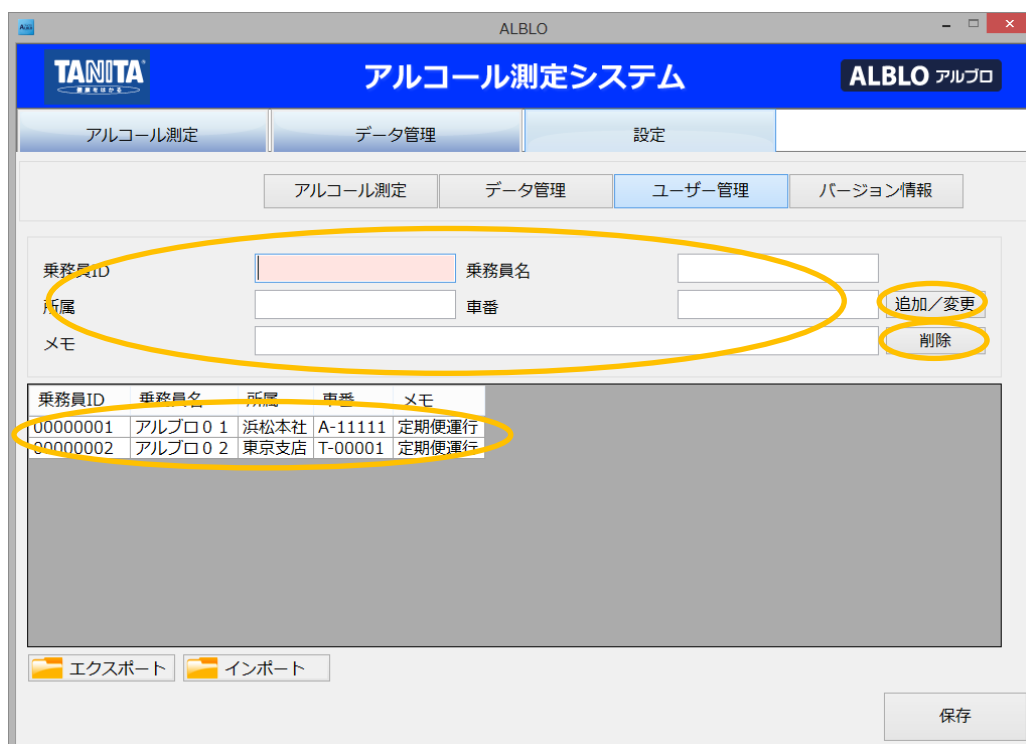 ALBLO
TANITA
健康をはかる
アルコール測定システム
ALBLO アルブロ
アルコール測定 データ管理 設定
アルコール測定 データ管理 ユーザー管理 バージョン情報
乗務員ID 乗務員名
所属 車番 追加／変更
メモ 削除
乗務員ID 乗務員名 所属 車番 メモ
00000001 アルブロ０１ 浜松本社 A-11111 定期便運行
00000002 アルブロ０２ 東京支店 T-00001 定期便運行
エクスポート インポート
保存